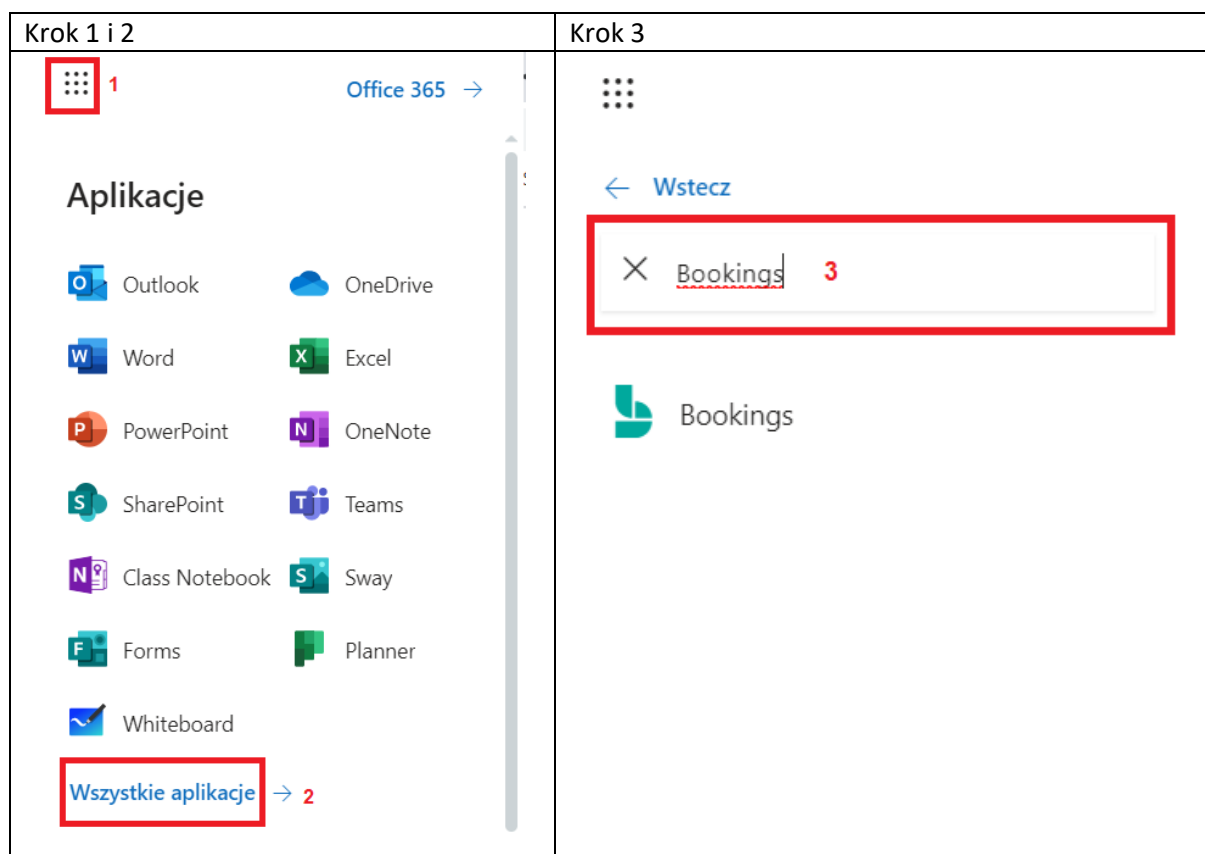 Krok 1 i 2
1
Office 365 →
Aplikacje
Outlook
OneDrive
Word
Excel
PowerPoint
OneNote
SharePoint
Teams
Class Notebook
Sway
Forms
Planner
Whiteboard
Wszystkie aplikacje → 2
Krok 3
← Wstecz
Bookings 3
Bookings